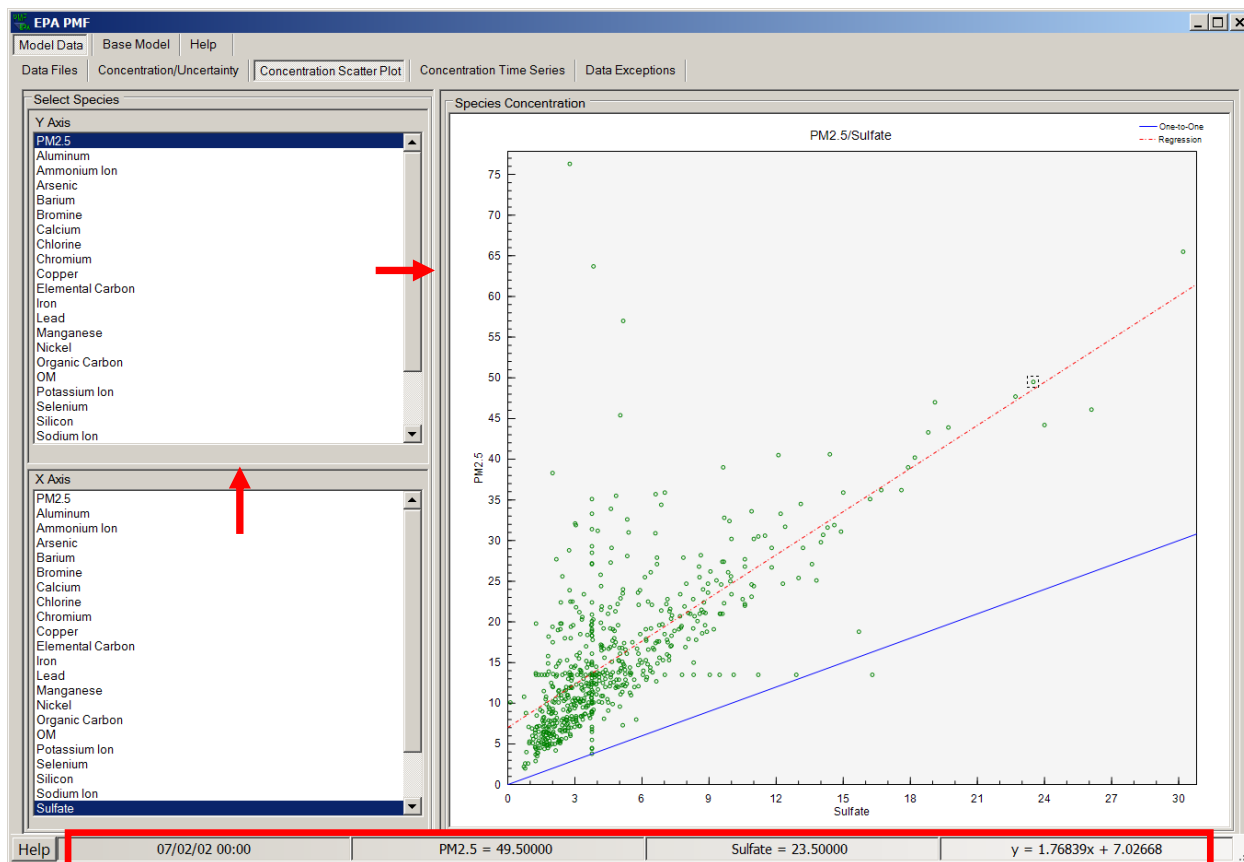 EPA PMF
Model Data Base Model Help
Data Files Concentration/Uncertainty Concentration Scatter Plot Concentration Time Series Data Exceptions
Select Species
Y Axis
PM2.5
Aluminum
Ammonium Ion
Arsenic
Barium
Bromine
Calcium
Chlorine
Chromium
Copper
Elemental Carbon
Iron
Lead
Manganese
Nickel
Organic Carbon
OM
Potassium Ion
Selenium
Silicon
Sodium Ion
X Axis
PM2.5
Aluminum
Ammonium Ion
Arsenic
Barium
Bromine
Calcium
Chlorine
Chromium
Copper
Elemental Carbon
Iron
Lead
Manganese
Nickel
Organic Carbon
OM
Potassium Ion
Selenium
Silicon
Sodium Ion
Sulfate
Species Concentration
PM2.5/Sulfate
One-to-One
Regression
75
70
65
60
55
50
45
40
35
30
25
20
15
10
5
0
PM2.5
0 3 6 9 12 15 18 21 24 27 30
Sulfate
Help 07/02/02 00:00 PM2.5 = 49.50000 Sulfate = 23.50000 y = 1.76839x + 7.02668